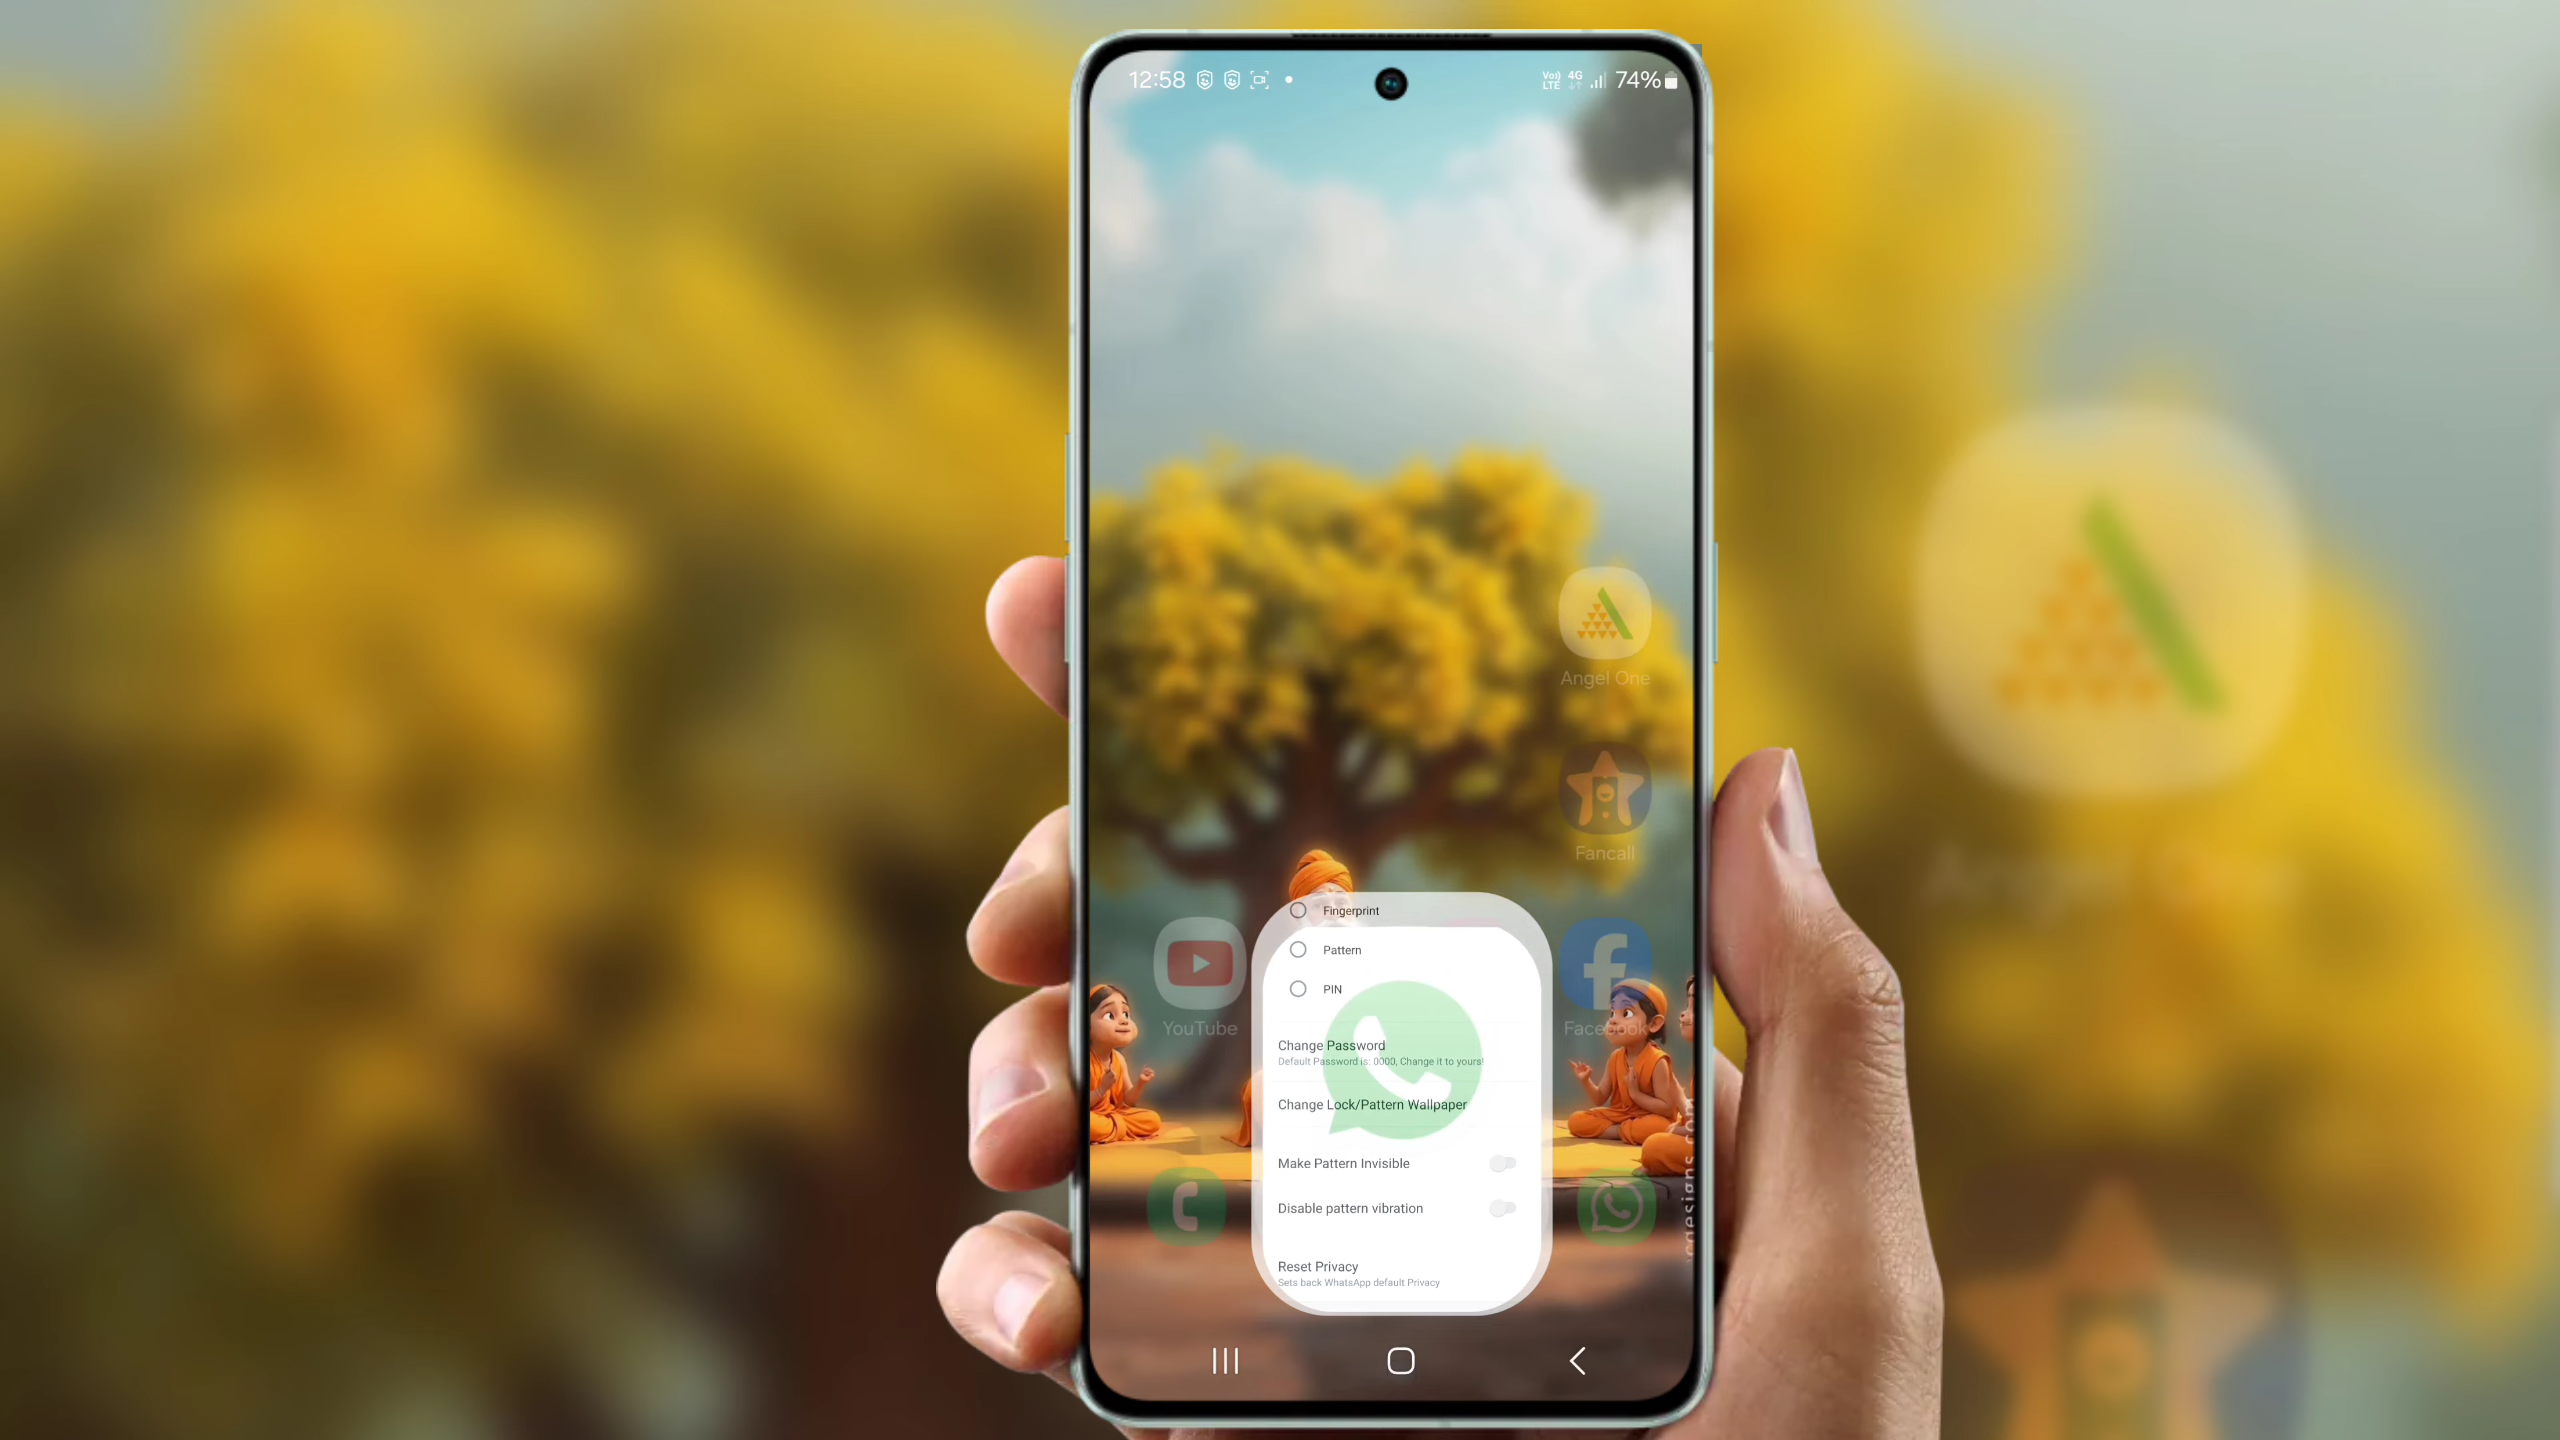 12:58
Vo) 4G 74%
LTE
Angel One
Fancall
Fingerprint
Pattern
PIN
YouTube
Facebook
Change Password
Default Password is: 0000, Change it to yours!
Change Lock/Pattern Wallpaper
Make Pattern Invisible
Disable pattern vibration
Reset Privacy
Sets back WhatsApp default Privacy